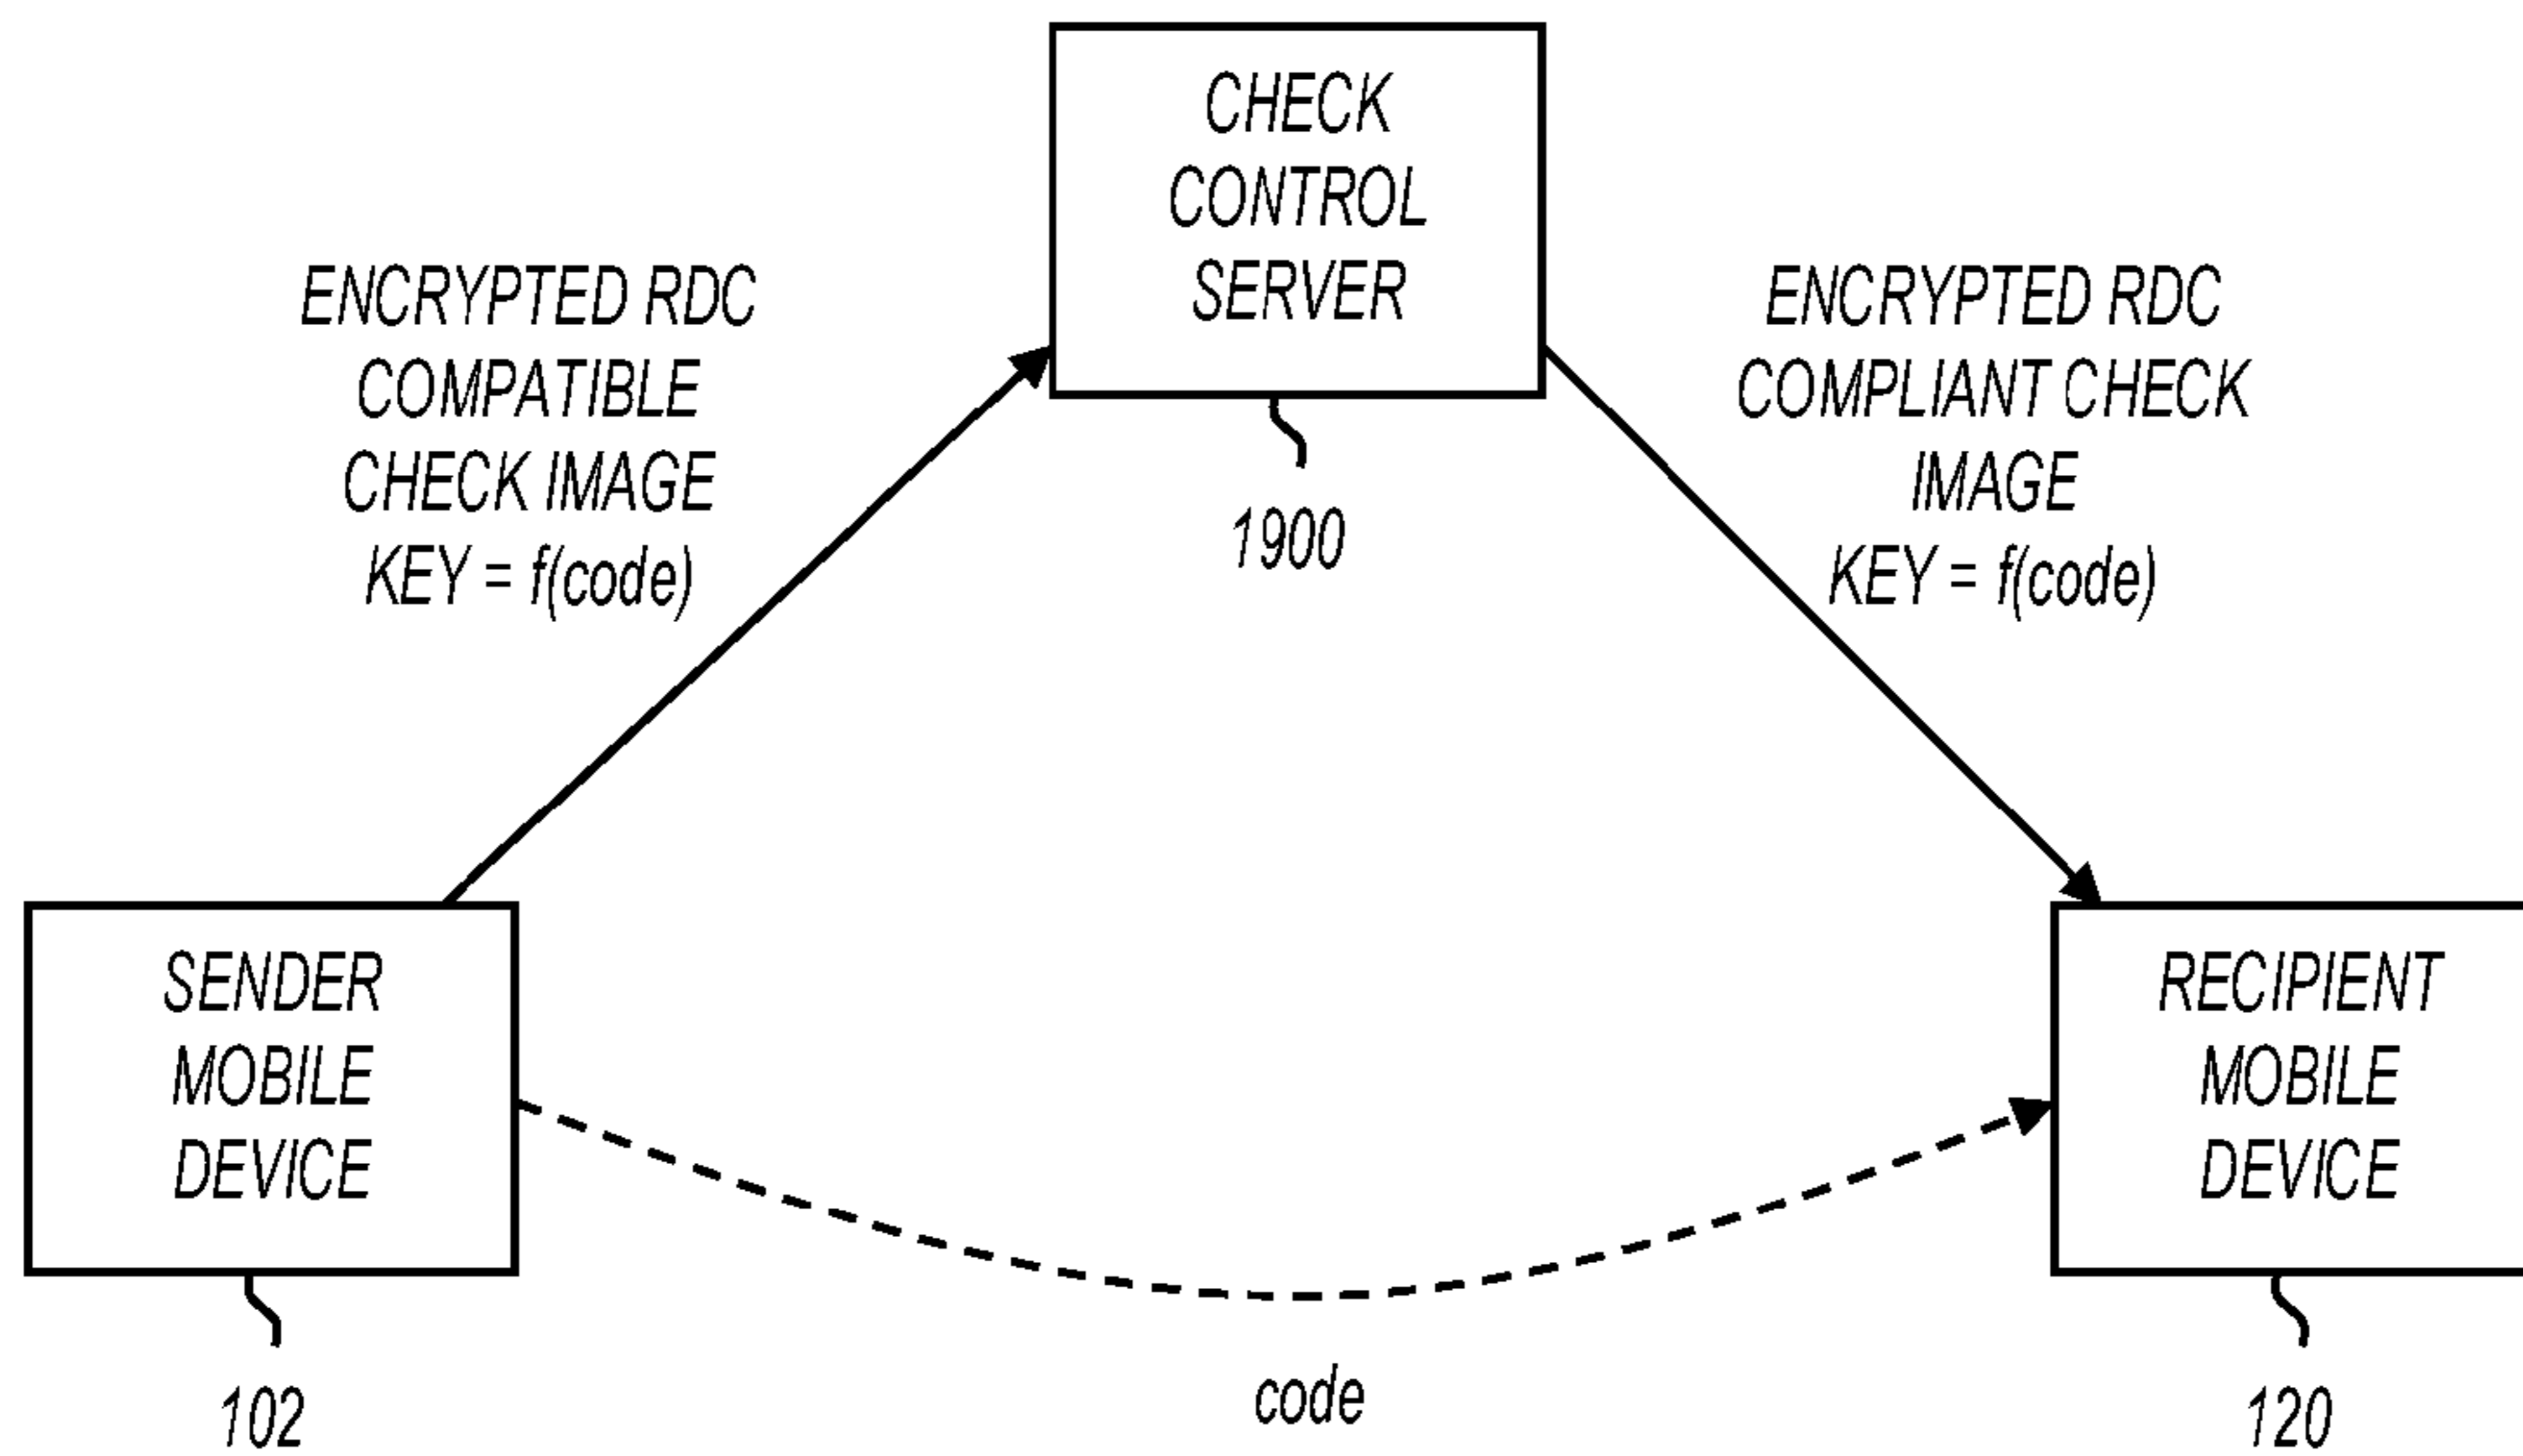 CHECK
CONTROL
SERVER
1900
ENCRYPTED RDC
COMPATIBLE
CHECK IMAGE
KEY = f(code)
ENCRYPTED RDC
COMPLIANT CHECK
IMAGE
KEY = f(code)
SENDER
MOBILE
DEVICE
102
code
RECIPIENT
MOBILE
DEVICE
120